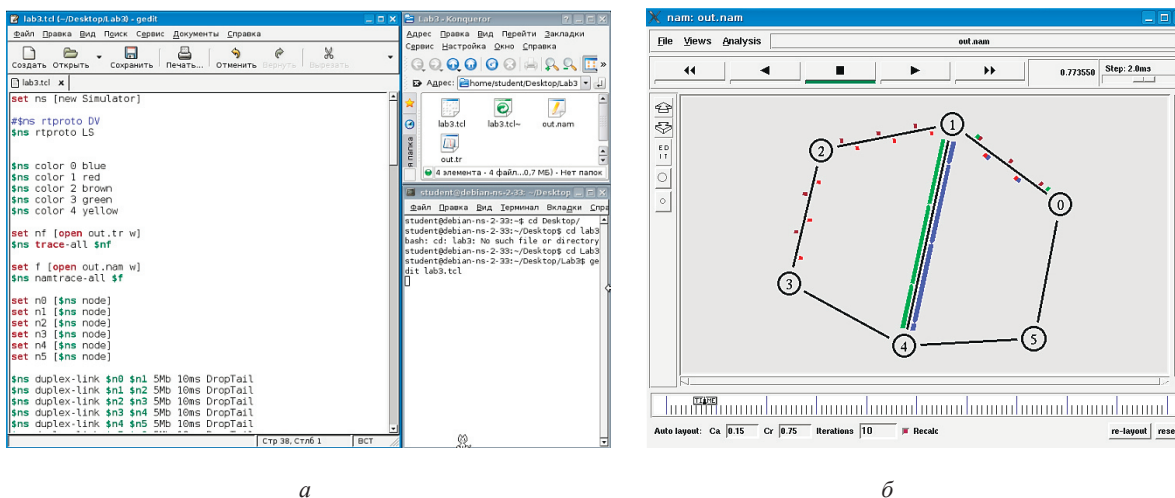 lab3.tcl (~/Desktop/Lab3) - gedit
Файл Правка Вид Поиск Сервис Документы Справка
Создать Открыть Сохранить Печать... Отменить Вернуть Вырезать
lab3.tcl x
set ns [new Simulator]
#$ns rtproto DV
$ns rtproto LS
$ns color 0 blue
$ns color 1 red
$ns color 2 brown
$ns color 3 green
$ns color 4 yellow
set nf [open out.tr w]
$ns trace-all $nf
set f [open out.nam w]
$ns namtrace-all $f
set n0 [$ns node]
set n1 [$ns node]
set n2 [$ns node]
set n3 [$ns node]
set n4 [$ns node]
set n5 [$ns node]
$ns duplex-link $n0 $n1 5Mb 10ms DropTail
$ns duplex-link $n1 $n2 5Mb 10ms DropTail
$ns duplex-link $n2 $n3 5Mb 10ms DropTail
$ns duplex-link $n3 $n4 5Mb 10ms DropTail
$ns duplex-link $n4 $n5 5Mb 10ms DropTail
Стр 38, Стлб 1 ВСТ
Lab3 - Konqueror
Адрес Правка Вид Перейти Закладки
Сервис Настройка Окно Справка
Адрес: home/student/Desktop/Lab3
я папка
lab3.tcl lab3.tcl~ out.nam
out.tr
4 элемента - 4 файл...0,7 МБ) - Нет папок
student@debian-ns-2-33: ~/Desktop
Файл Правка Вид Терминал Вкладки Спра
student@debian-ns-2-33:~$ cd Desktop/
student@debian-ns-2-33:~/Desktop$ cd lab3
bash: cd: lab3: No such file or directory
student@debian-ns-2-33:~/Desktop$ cd Lab3
student@debian-ns-2-33:~/Desktop/Lab3$ ge
dit lab3.tcl
а
nam: out.nam
File Views Analysis out.nam
0.773550 Step: 2.0ms
ED
IT
1
2
0
3
4
5
TIME
Auto layout: Ca 0.15 Cr 0.75 Iterations 10 Recalc re-layout rese
б